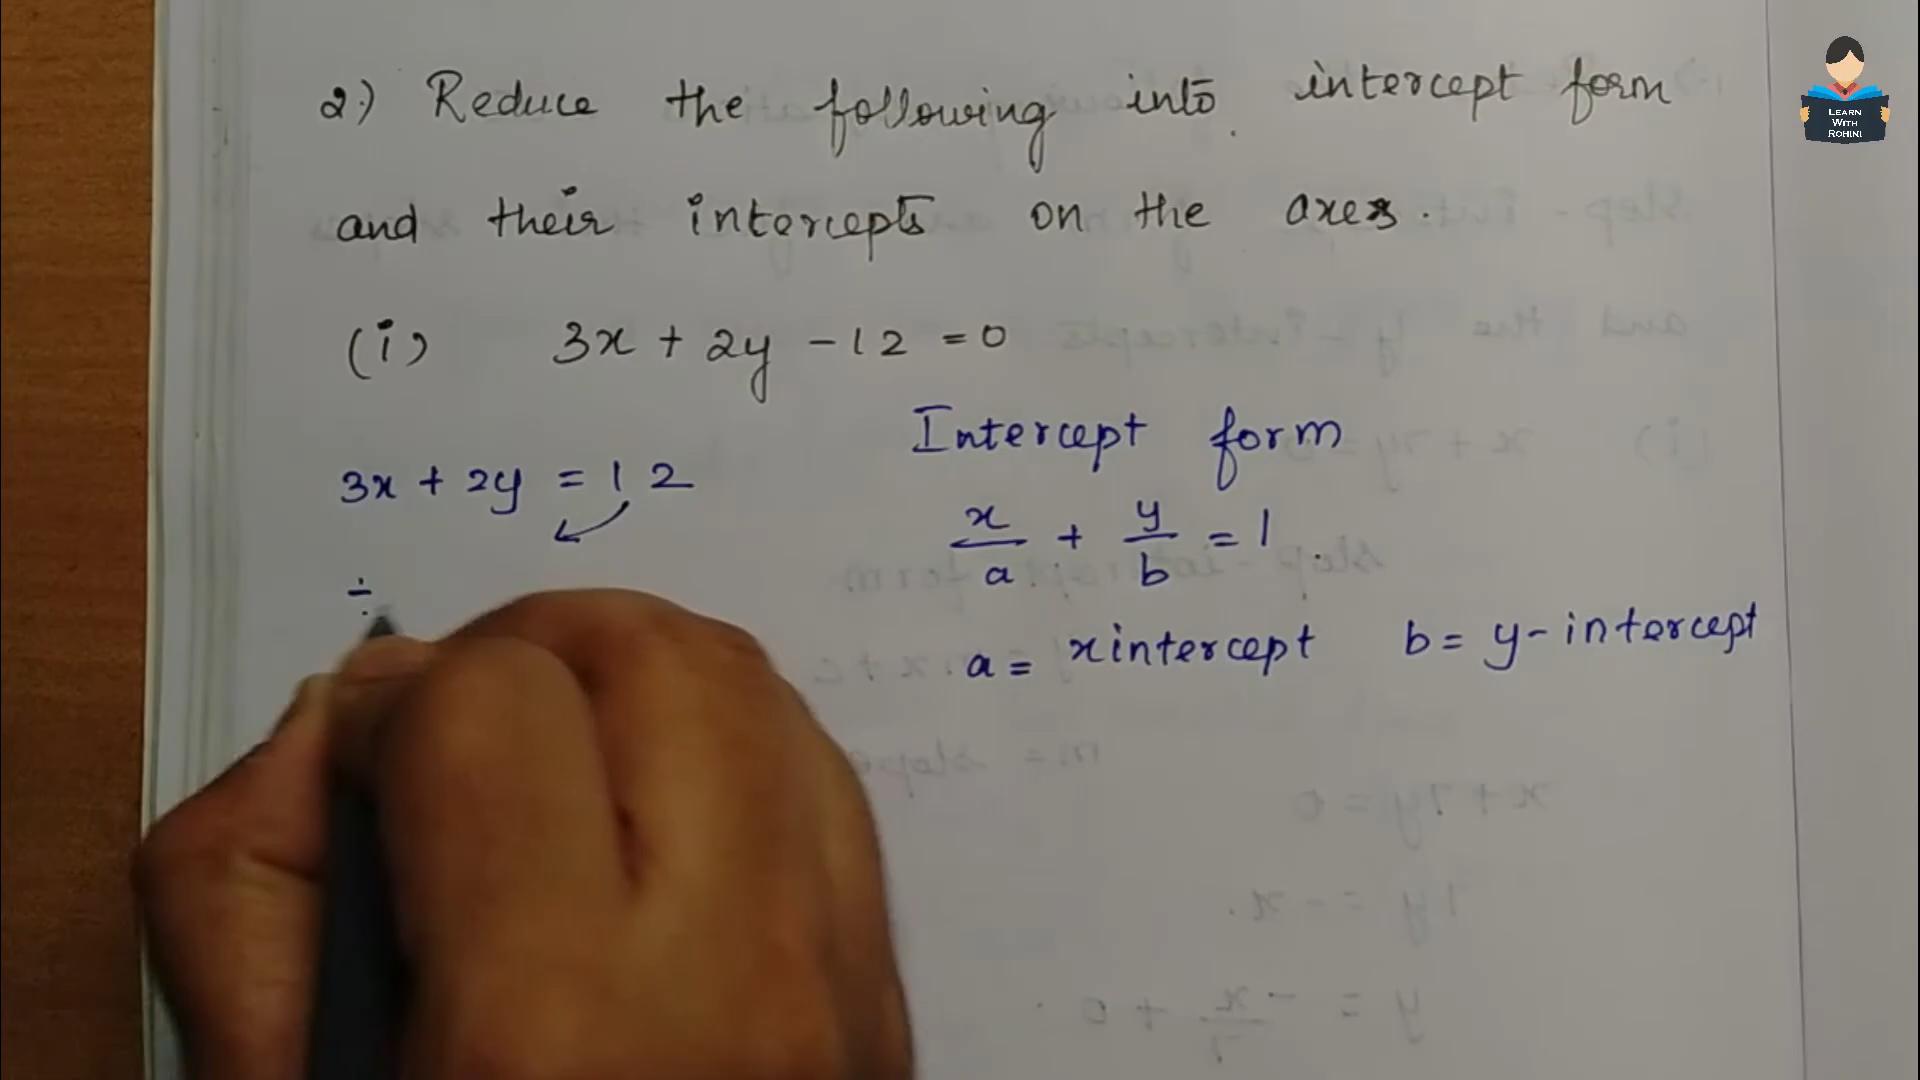 2) Reduce the following into intercept form
and their intercepts on the axes.
(i) 3x + 2y - 12 = 0
3x + 2y = 12
÷
Intercept form
x/a + y/b = 1
a = x intercept b = y-intercept
LEARN
WITH
ROHINI